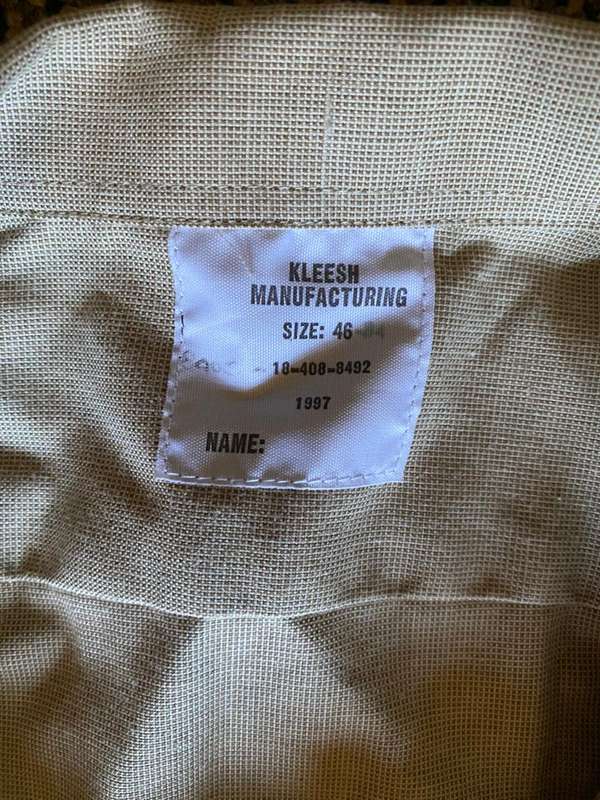 KLEESH
MANUFACTURING
SIZE: 46
18-408-8492
1997
NAME: